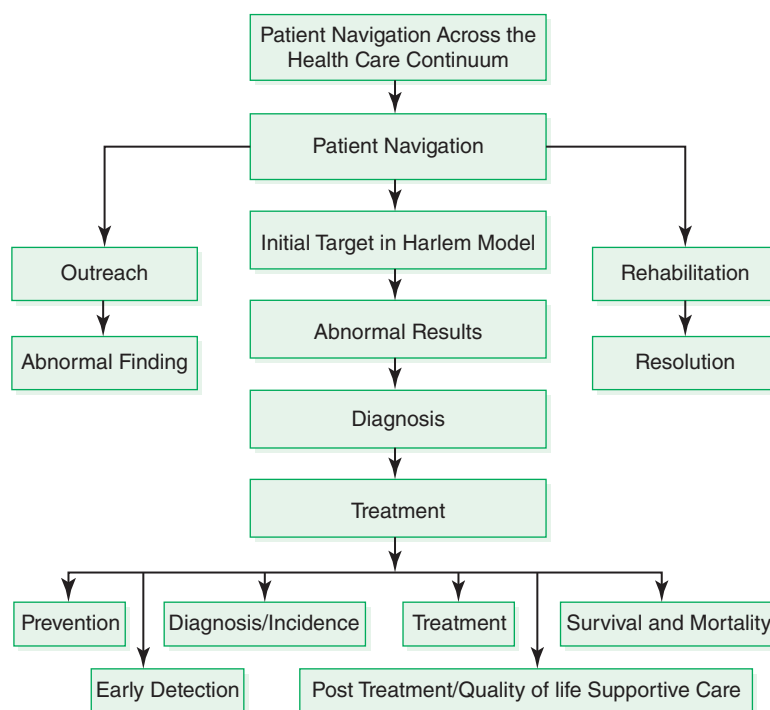 Patient Navigation Across the
Health Care Continuum
Patient Navigation
Initial Target in Harlem Model
Outreach
Rehabilitation
Abnormal Results
Abnormal Finding
Resolution
Diagnosis
Treatment
Prevention
Diagnosis/Incidence
Treatment
Survival and Mortality
Early Detection
Post Treatment/Quality of life Supportive Care